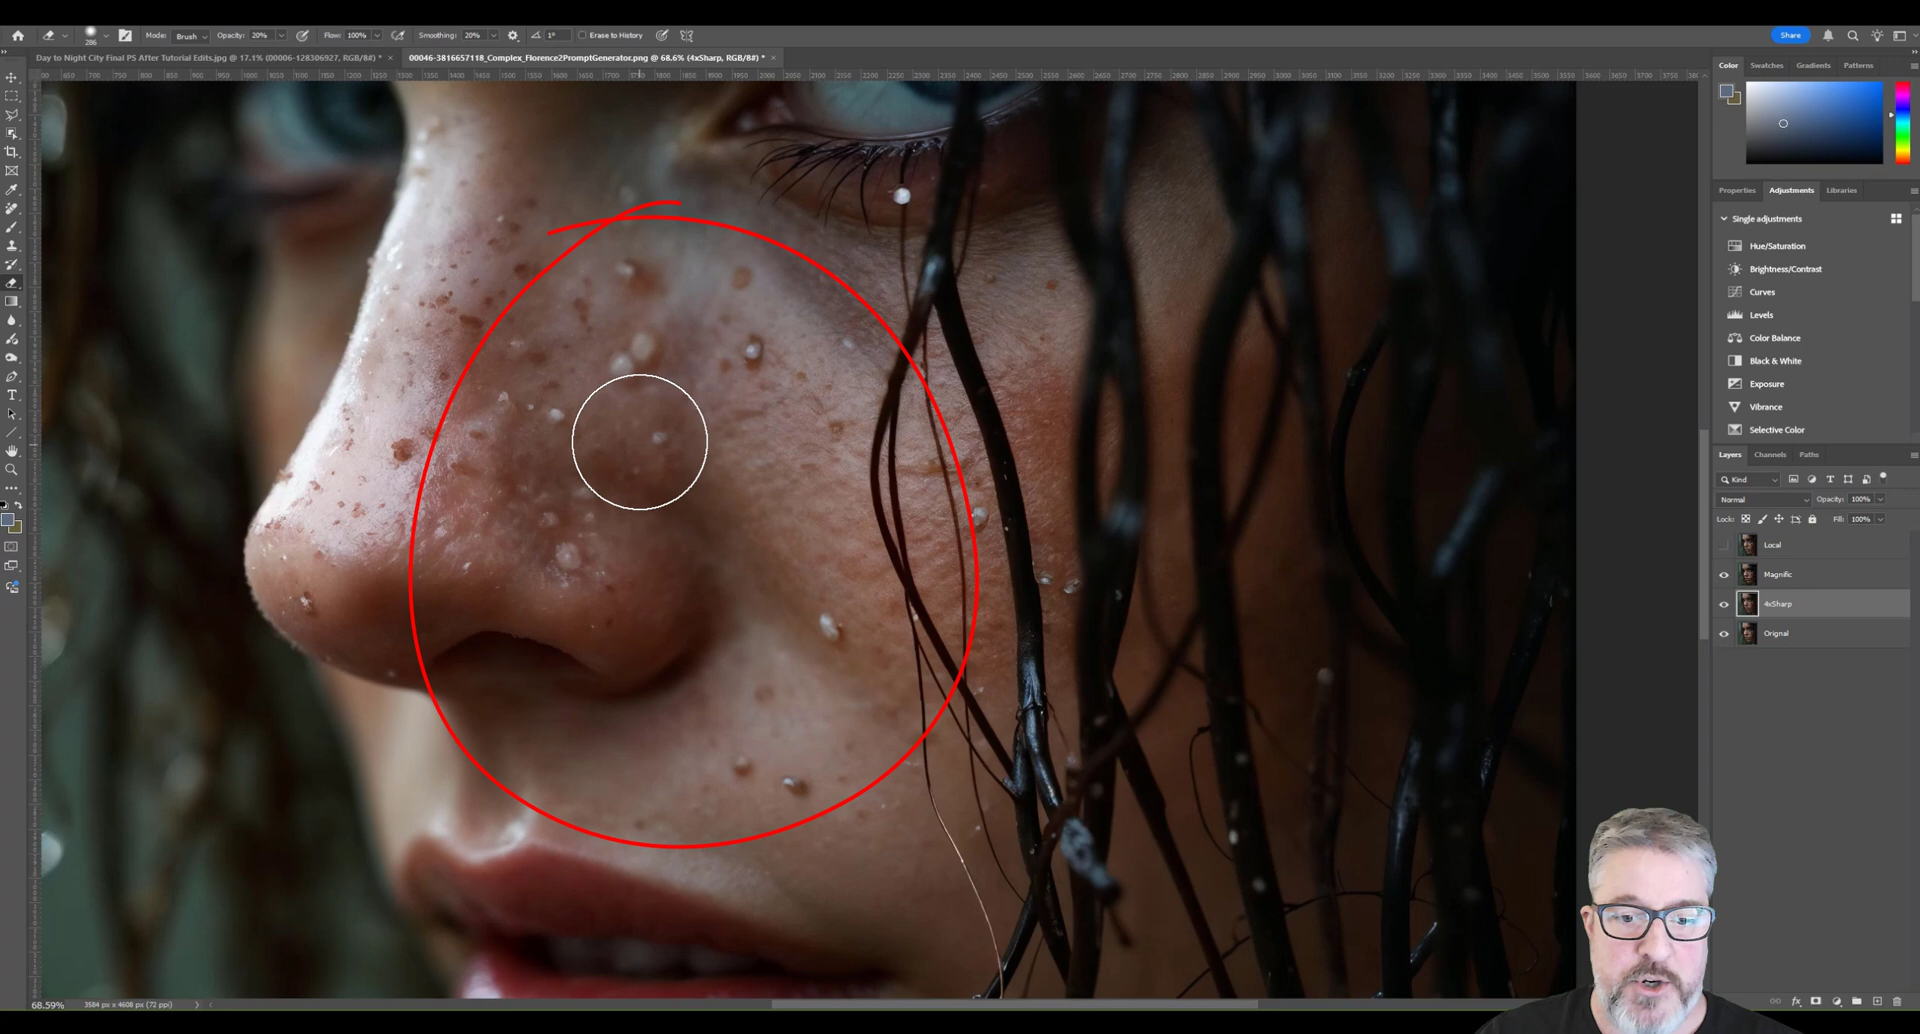 Mode: Brush Opacity: 20% Flow: 100% Smoothing: 20% 1° Erase to History Share
286
Day to Night City Final PS After Tutorial Edits.jpg @ 17.1% (00006-128306927, RGB/8#) * × 00046-3816657118_Complex_Florence2PromptGenerator.png @ 68.6% (4xSharp, RGB/8#) * ×
Color Swatches Gradients Patterns
Properties Adjustments Libraries
Single adjustments
Hue/Saturation
Brightness/Contrast
Curves
Levels
Color Balance
Black & White
Exposure
Vibrance
Selective Color
Layers Channels Paths
Kind
Normal Opacity: 100%
Lock: Fill: 100%
Local
Magnific
4xSharp
Orignal
68.59% 3584 px x 4608 px (72 ppi)